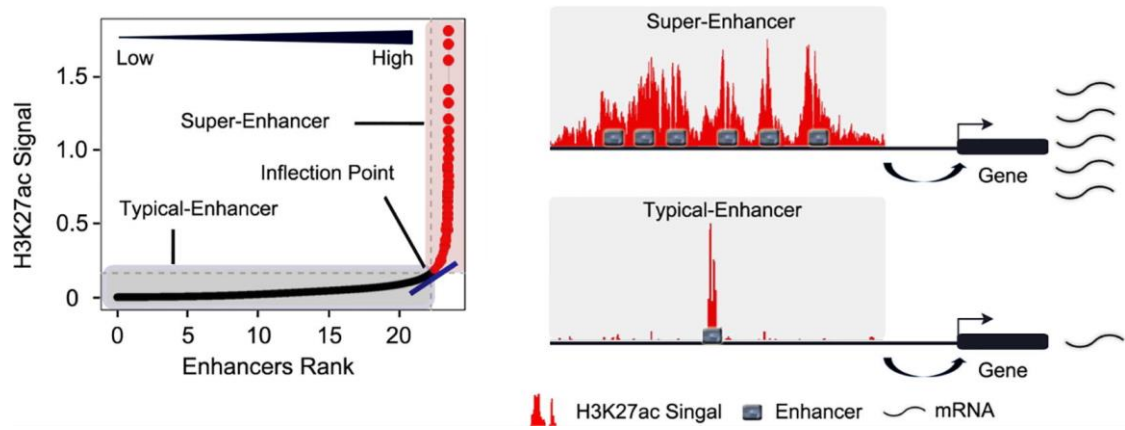 H3K27ac Signal
1.5
1.0
0.5
0
Low
High
Super-Enhancer
Inflection Point
Typical-Enhancer
0 5 10 15 20
Enhancers Rank
Super-Enhancer
Gene
Typical-Enhancer
Gene
H3K27ac Singal Enhancer mRNA